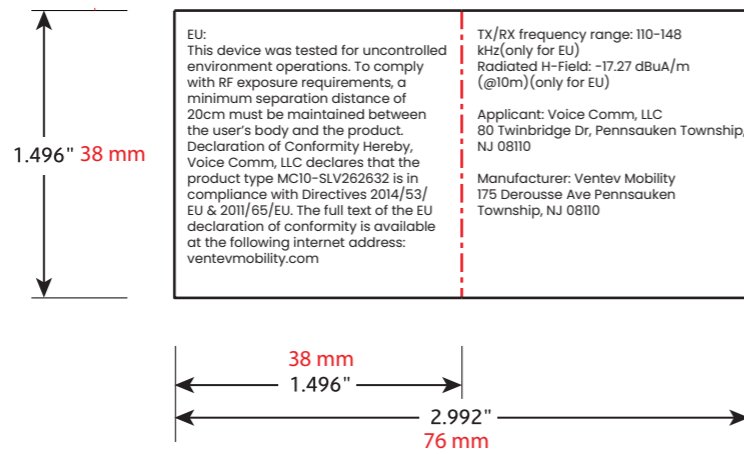 EU:
This device was tested for uncontrolled
environment operations. To comply
with RF exposure requirements, a
minimum separation distance of
20cm must be maintained between
the user's body and the product.
Declaration of Conformity Hereby,
Voice Comm, LLC declares that the
product type MC10-SLV262632 is in
compliance with Directives 2014/53/
EU & 2011/65/EU. The full text of the EU
declaration of conformity is available
at the following internet address:
ventevmobility.com
TX/RX frequency range: 110-148
kHz(only for EU)
Radiated H-Field: -17.27 dBuA/m
(@10m)(only for EU)
Applicant: Voice Comm, LLC
80 Twinbridge Dr, Pennsauken Township,
NJ 08110
Manufacturer: Ventev Mobility
175 Derousse Ave Pennsauken
Township, NJ 08110
1.496" 38 mm
38 mm
1.496"
2.992"
76 mm